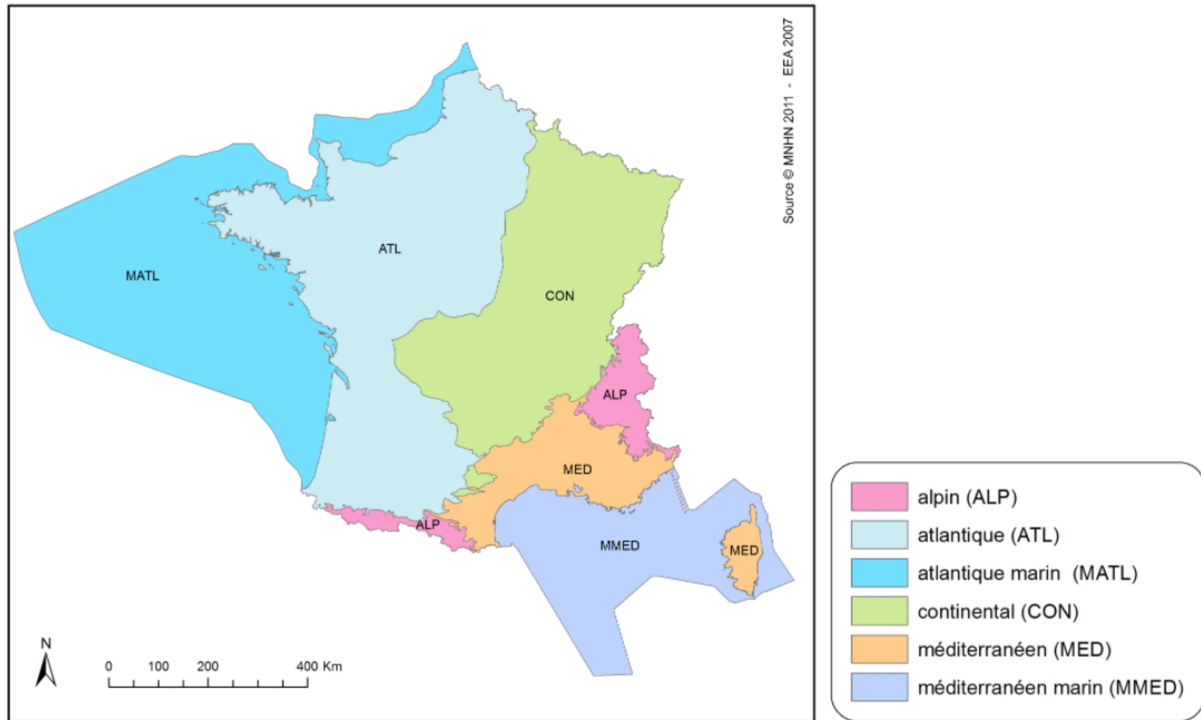 Source © MNHN 2011 - EEA 2007
MATL
ATL
CON
ALP
MED
ALP
MMED
MED
N
0 100 200 400 Km
alpin (ALP)
atlantique (ATL)
atlantique marin (MATL)
continental (CON)
méditerranéen (MED)
méditerranéen marin (MMED)